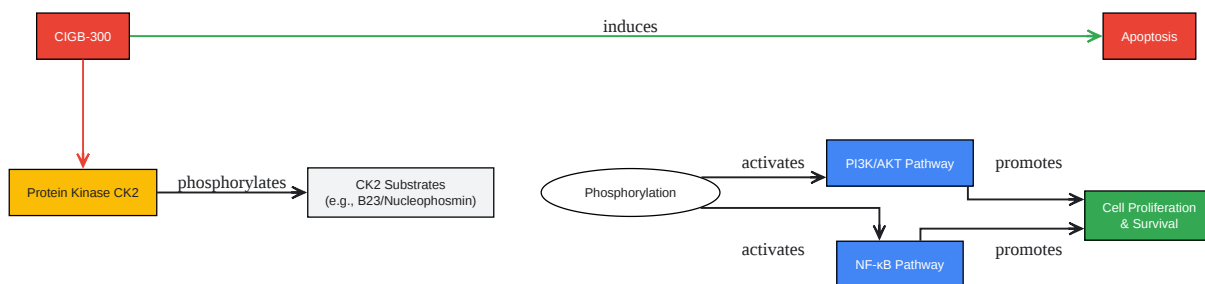 CIGB-300
induces
Apoptosis
Protein Kinase CK2
phosphorylates
CK2 Substrates
(e.g., B23/Nucleophosmin)
Phosphorylation
activates
PI3K/AKT Pathway
promotes
activates
NF-κB Pathway
promotes
Cell Proliferation
& Survival